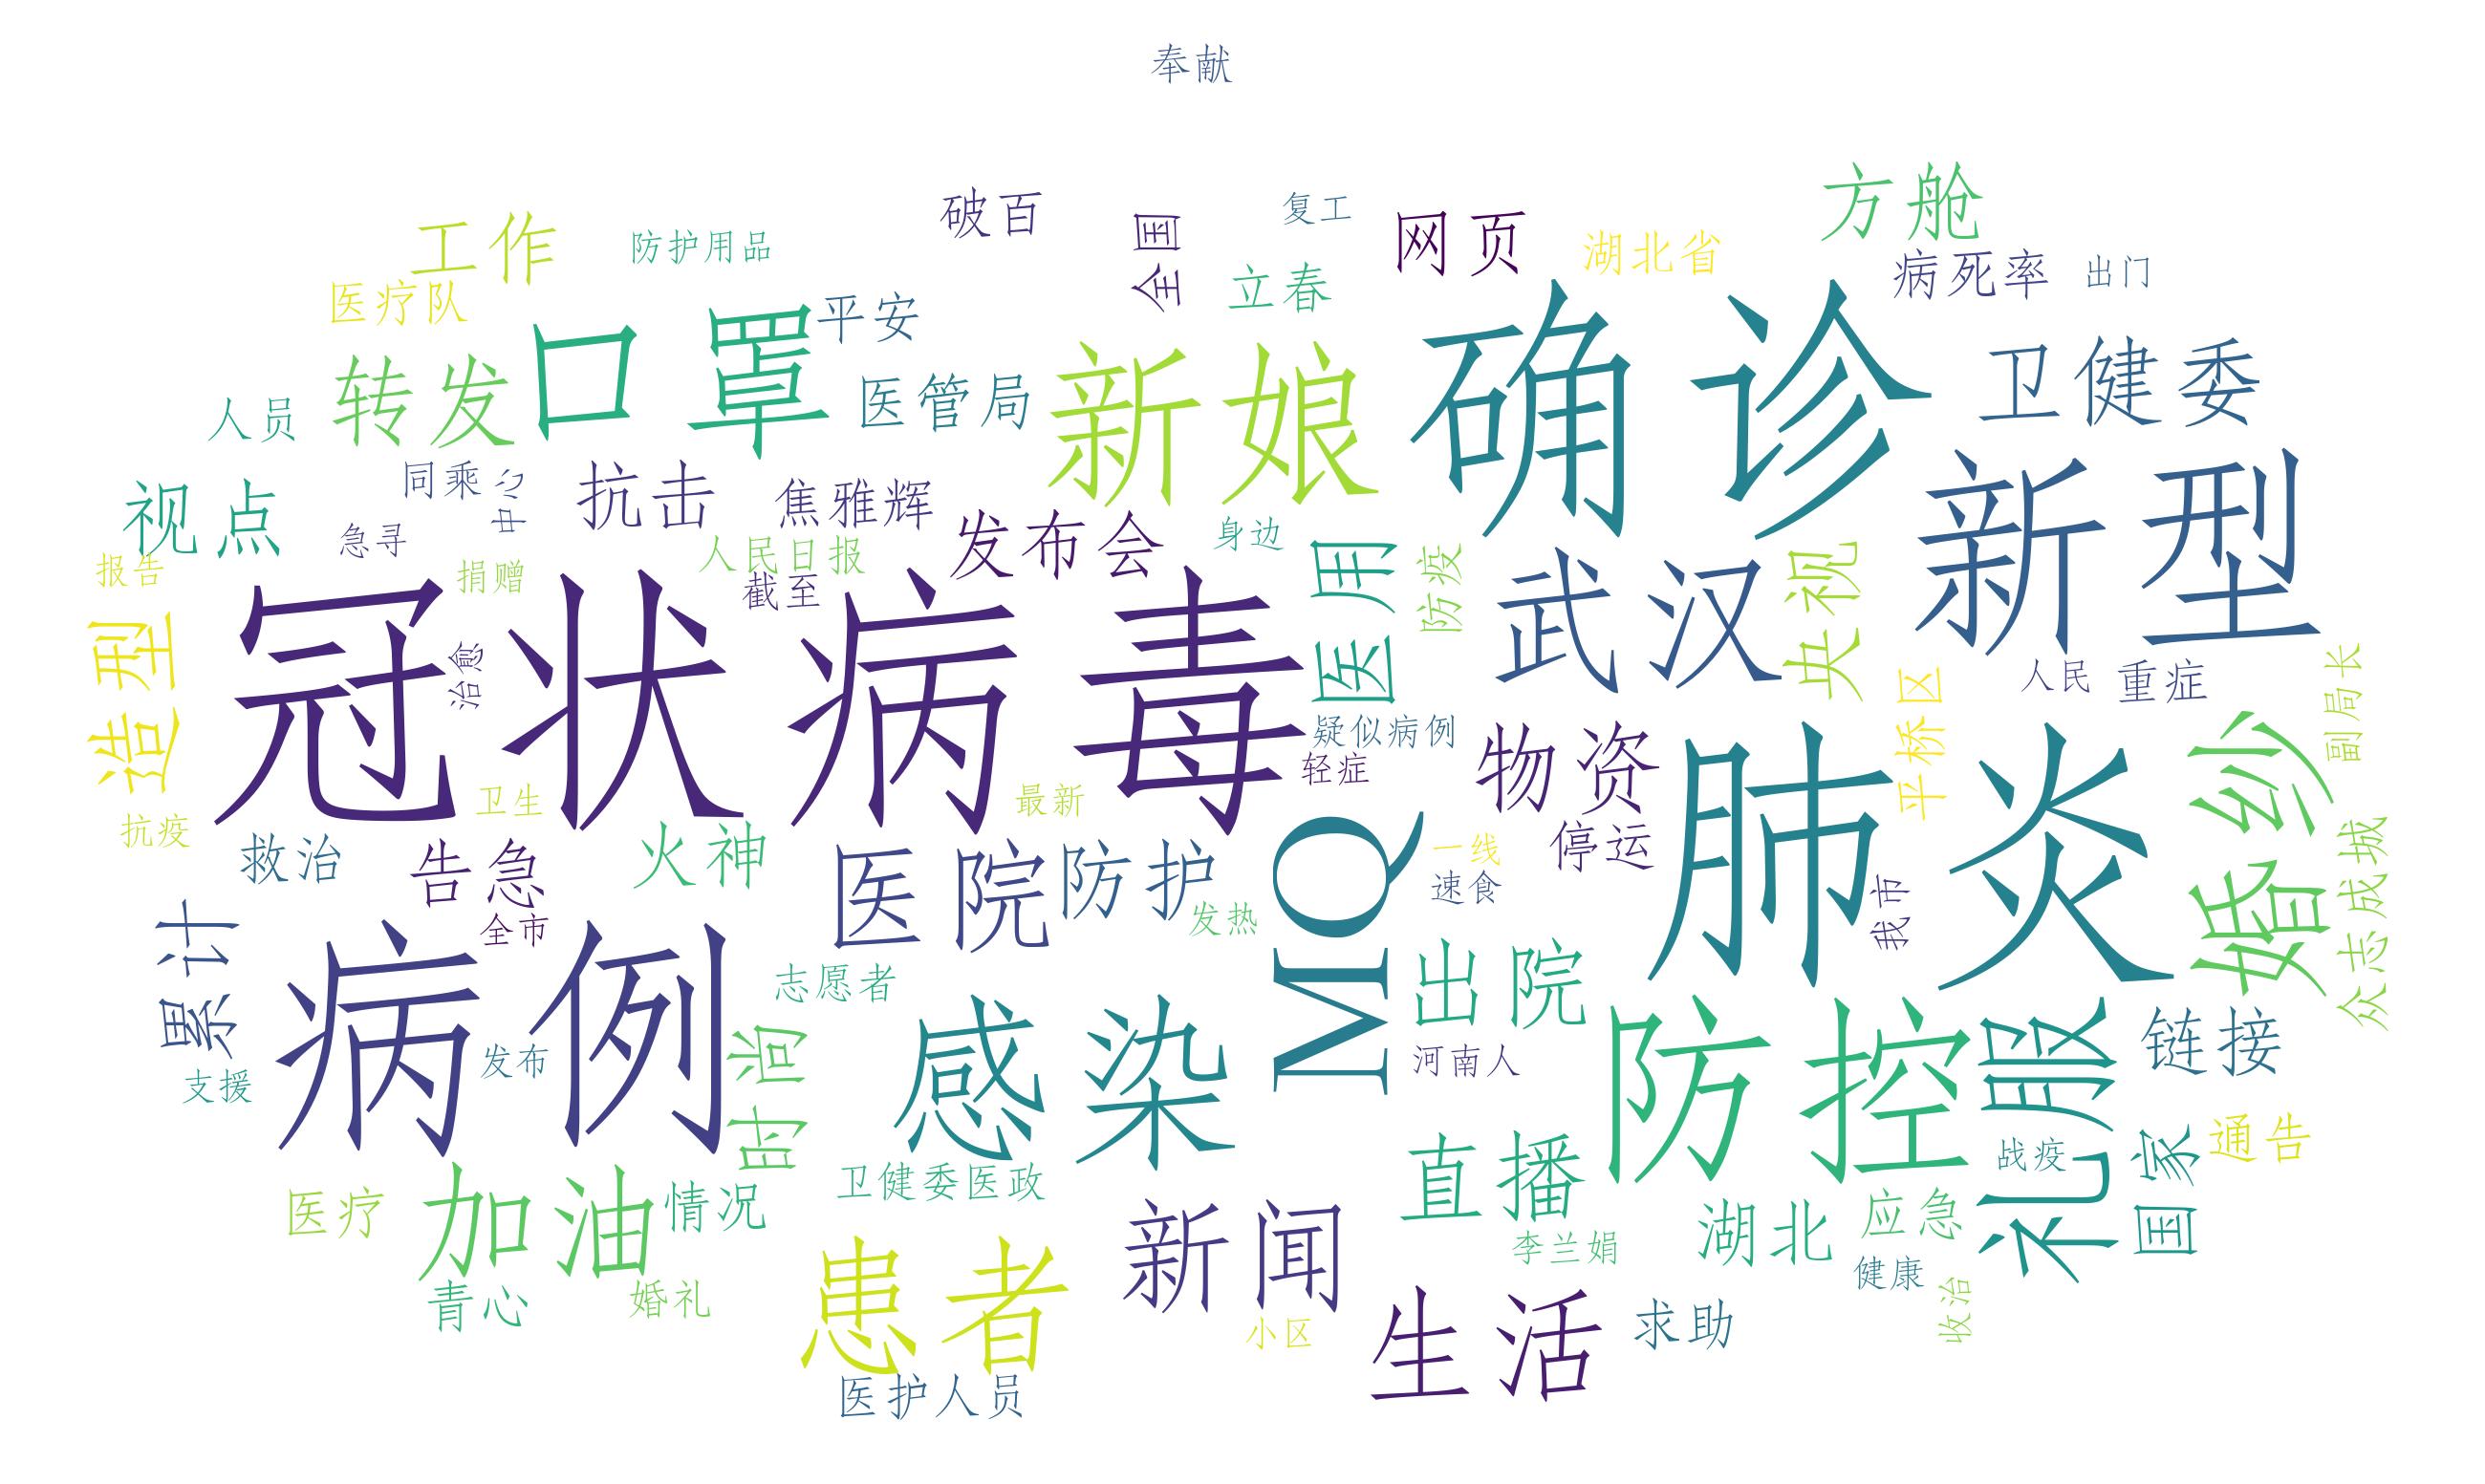 奉献
破百
全国
复工
网页
方舱
工作
防护用品
湖北省
立春
病死率
出门
医疗队
平安
口罩
转发
医管局
新娘
确诊
卫健委
人员
视点
同乘
中心
抗击
焦雅辉
发布会
身边
新型
急寻
报告
捐赠
人民日报
截至
医用
防控
武汉
失利
造型
冠状病毒
治愈
人民
重症
平桥区
副局长
疑似病例
轻症
物资
肺炎
婚纱
抗疫
卫生
最新
救治
告急
火神
医院
防护
MQ
一线
停运
速食
我市
众志成城
全市
发热
累计
病例
志愿者
出院
感染
时间
发布
河南人
防控
礼服
链接
支援
卫健委医政
直播
战疫
国家
通告
医疗
加油
情况
新闻
李兰娟
湖北
应急
健康
青心
婚礼
患者
小区
生活
求助
收治
医护人员